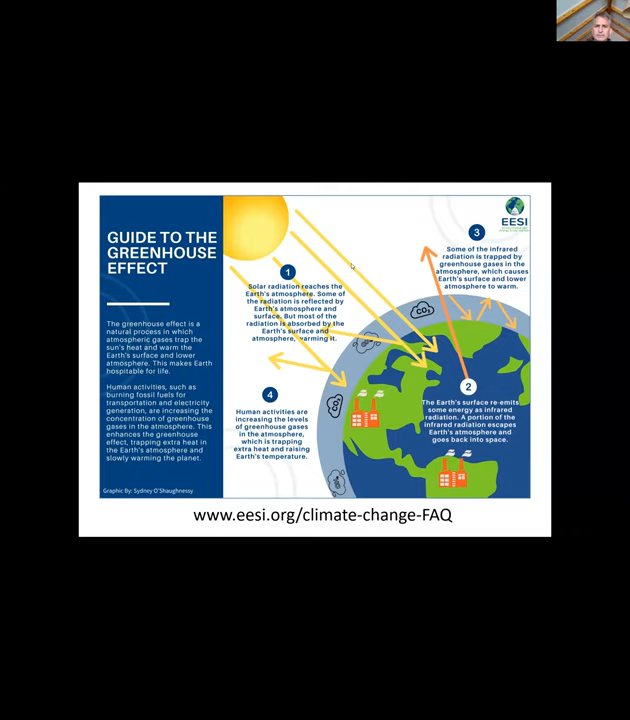 GUIDE TO THE
GREENHOUSE
EFFECT
The greenhouse effect is a
natural process in which
atmospheric gases trap the
sun's heat and warm the
Earth's surface and lower
atmosphere. This makes Earth
hospitable for life.
Human activities, such as
burning fossil fuels for
transportation and electricity
generation, are increasing the
concentration of greenhouse
gases in the atmosphere. This
enhances the greenhouse
effect, trapping extra heat in
the Earth's atmosphere and
slowly warming the planet.
Graphic By: Sydney O'Shaughnessy
1
Solar radiation reaches the
Earth's atmosphere. Some of
the radiation is reflected by
Earth's atmosphere and
surface. But most of the
radiation is absorbed by the
Earth's surface and
atmosphere, warming it.
4
Human activities are
increasing the levels
of greenhouse gases
in the atmosphere,
which is trapping
extra heat and raising
Earth's temperature.
EESI
3
Some of the infrared
radiation is trapped by
greenhouse gases in the
atmosphere, which causes
Earth's surface and lower
atmosphere to warm.
CO₂
CO₂
2
The Earth's surface re-emits
some energy as infrared
radiation. A portion of the
infrared radiation escapes
Earth's atmosphere and
goes back into space.
www.eesi.org/climate-change-FAQ